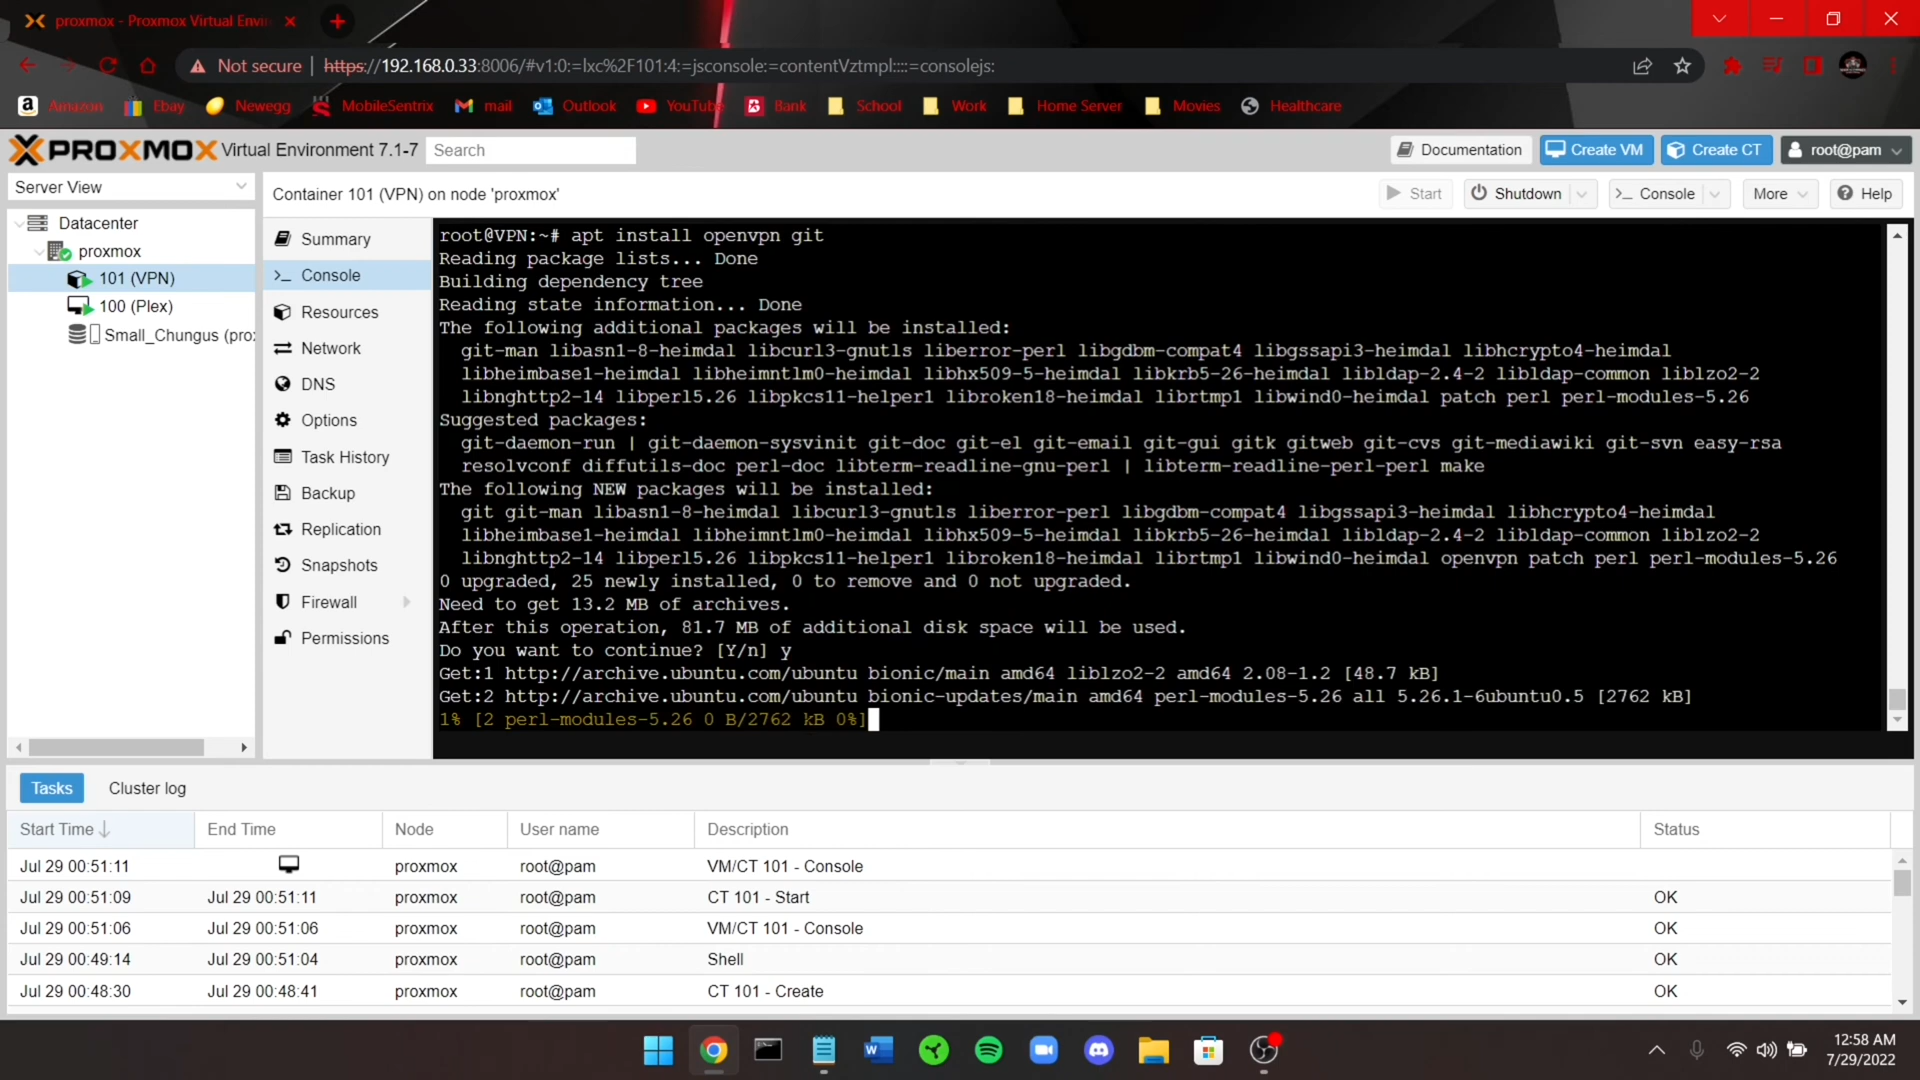 proxmox - Proxmox Virtual Envi
Not secure | https://192.168.0.33:8006/#v1:0:=lxc%2F101:4:=jsconsole:=contentVztmpl::::=consolejs:
Amazon Ebay Newegg MobileSentrix mail Outlook YouTube Bank School Work Home Server Movies Healthcare
PROXMOX Virtual Environment 7.1-7 Search Documentation Create VM Create CT root@pam
Server View
Container 101 (VPN) on node 'proxmox' Start Shutdown Console More Help
Datacenter
proxmox
101 (VPN)
100 (Plex)
Small_Chungus (pro
Summary
Console
Resources
Network
DNS
Options
Task History
Backup
Replication
Snapshots
Firewall
Permissions
root@VPN:~# apt install openvpn git
Reading package lists... Done
Building dependency tree
Reading state information... Done
The following additional packages will be installed:
git-man libasn1-8-heimdal libcurl3-gnutls liberror-perl libgdbm-compat4 libgssapi3-heimdal libhcrypto4-heimdal
libheimbase1-heimdal libheimntlm0-heimdal libhx509-5-heimdal libkrb5-26-heimdal libldap-2.4-2 libldap-common liblzo2-2
libnghttp2-14 libperl5.26 libpkcs11-helper1 libroken18-heimdal librtmp1 libwind0-heimdal patch perl perl-modules-5.26
Suggested packages:
git-daemon-run | git-daemon-sysvinit git-doc git-el git-email git-gui gitk gitweb git-cvs git-mediawiki git-svn easy-rsa
resolvconf diffutils-doc perl-doc libterm-readline-gnu-perl | libterm-readline-perl-perl make
The following NEW packages will be installed:
git git-man libasn1-8-heimdal libcurl3-gnutls liberror-perl libgdbm-compat4 libgssapi3-heimdal libhcrypto4-heimdal
libheimbase1-heimdal libheimntlm0-heimdal libhx509-5-heimdal libkrb5-26-heimdal libldap-2.4-2 libldap-common liblzo2-2
libnghttp2-14 libperl5.26 libpkcs11-helper1 libroken18-heimdal librtmp1 libwind0-heimdal openvpn patch perl perl-modules-5.26
0 upgraded, 25 newly installed, 0 to remove and 0 not upgraded.
Need to get 13.2 MB of archives.
After this operation, 81.7 MB of additional disk space will be used.
Do you want to continue? [Y/n] y
Get:1 http://archive.ubuntu.com/ubuntu bionic/main amd64 liblzo2-2 amd64 2.08-1.2 [48.7 kB]
Get:2 http://archive.ubuntu.com/ubuntu bionic-updates/main amd64 perl-modules-5.26 all 5.26.1-6ubuntu0.5 [2762 kB]
1% [2 perl-modules-5.26 0 B/2762 kB 0%]
Tasks Cluster log
Start Time End Time Node User name Description Status
Jul 29 00:51:11 proxmox root@pam VM/CT 101 - Console
Jul 29 00:51:09 Jul 29 00:51:11 proxmox root@pam CT 101 - Start OK
Jul 29 00:51:06 Jul 29 00:51:06 proxmox root@pam VM/CT 101 - Console OK
Jul 29 00:49:14 Jul 29 00:51:04 proxmox root@pam Shell OK
Jul 29 00:48:30 Jul 29 00:48:41 proxmox root@pam CT 101 - Create OK
12:58 AM
7/29/2022